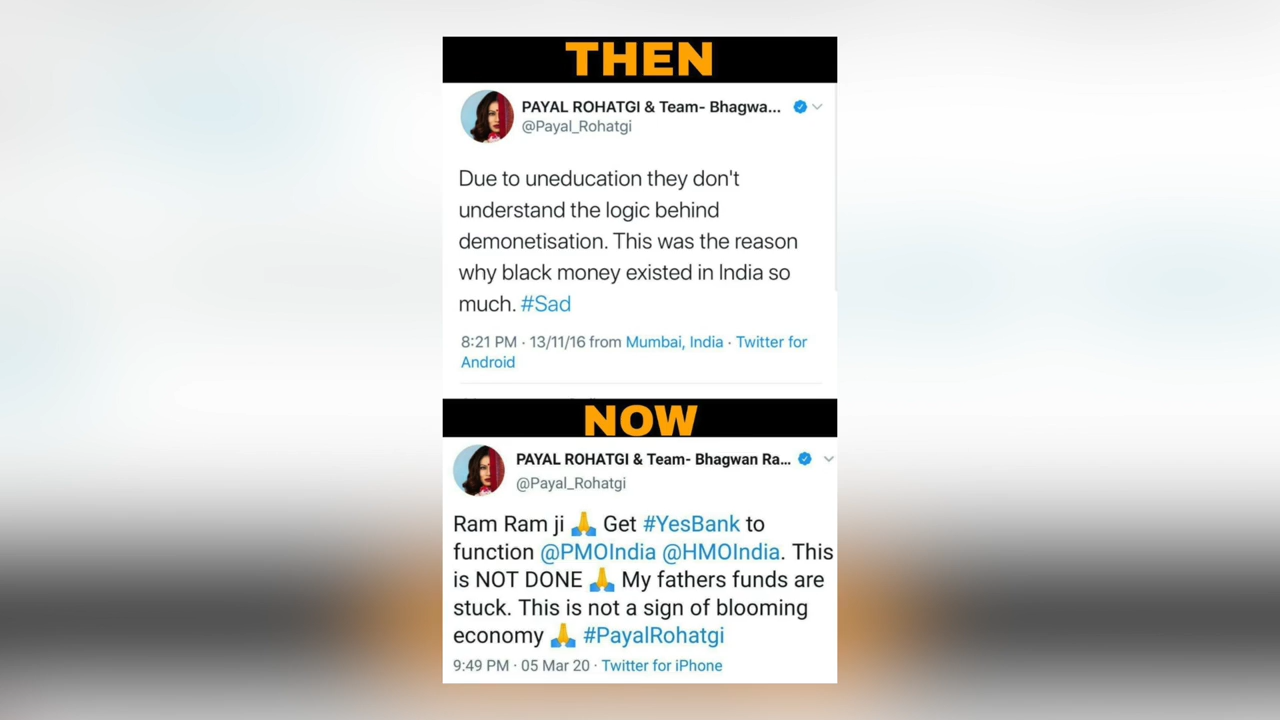 THEN
PAYAL ROHATGI & Team- Bhagwa...
@Payal_Rohatgi
Due to uneducation they don't
understand the logic behind
demonetisation. This was the reason
why black money existed in India so
much. #Sad
8:21 PM · 13/11/16 from Mumbai, India · Twitter for
Android
NOW
PAYAL ROHATGI & Team- Bhagwan Ra...
@Payal_Rohatgi
Ram Ram ji 🙏 Get #YesBank to
function @PMOIndia @HMOIndia. This
is NOT DONE 🙏 My fathers funds are
stuck. This is not a sign of blooming
economy 🙏 #PayalRohatgi
9:49 PM · 05 Mar 20 · Twitter for iPhone